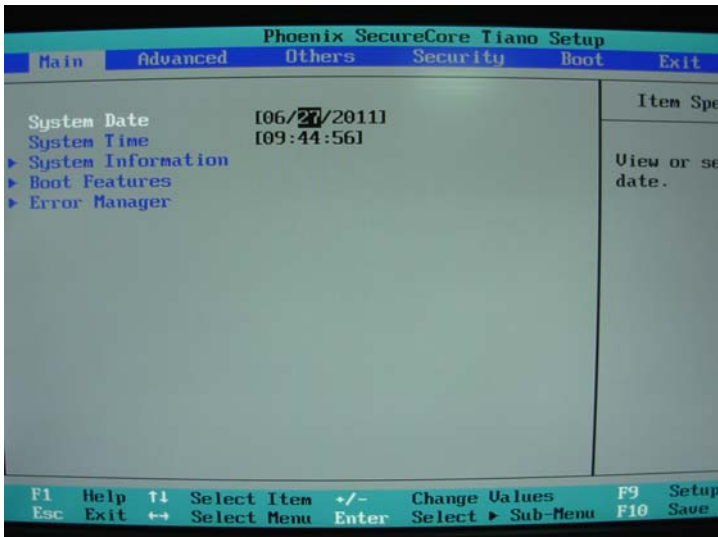 Phoenix SecureCore Tiano Setup
Main Advanced Others Security Boot Exit
Item Spe
System Date [06/27/2011]
System Time [09:44:56]
▶ System Information
▶ Boot Features
▶ Error Manager
View or se
date.
F1 Help ↑↓ Select Item +/- Change Values F9 Setup
Esc Exit ↔ Select Menu Enter Select ▶ Sub-Menu F10 Save